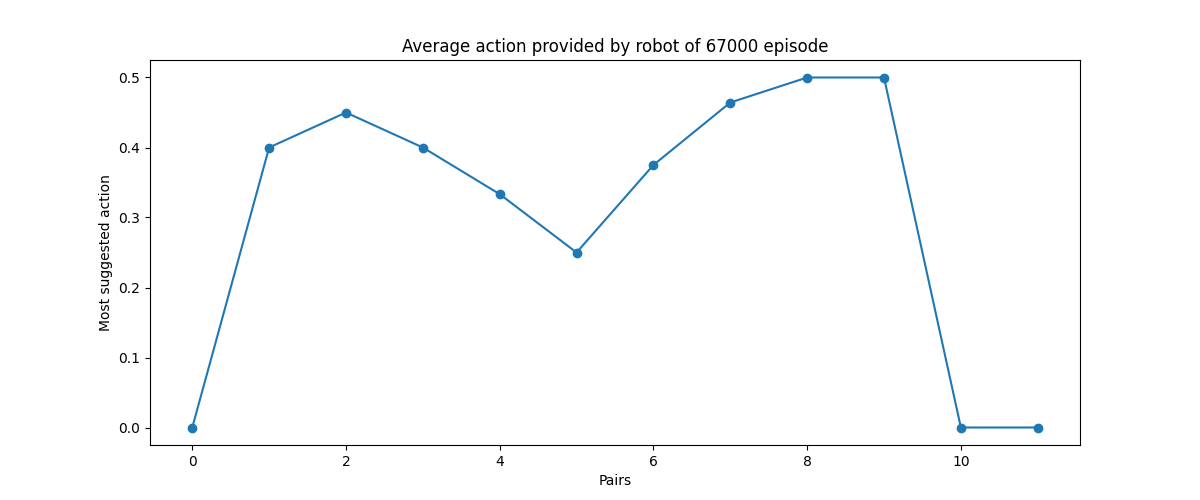 Average action provided by robot of 67000 episode
0.5
0.4
0.3
0.2
0.1
0.0
Most suggested action
0 2 4 6 8 10
Pairs